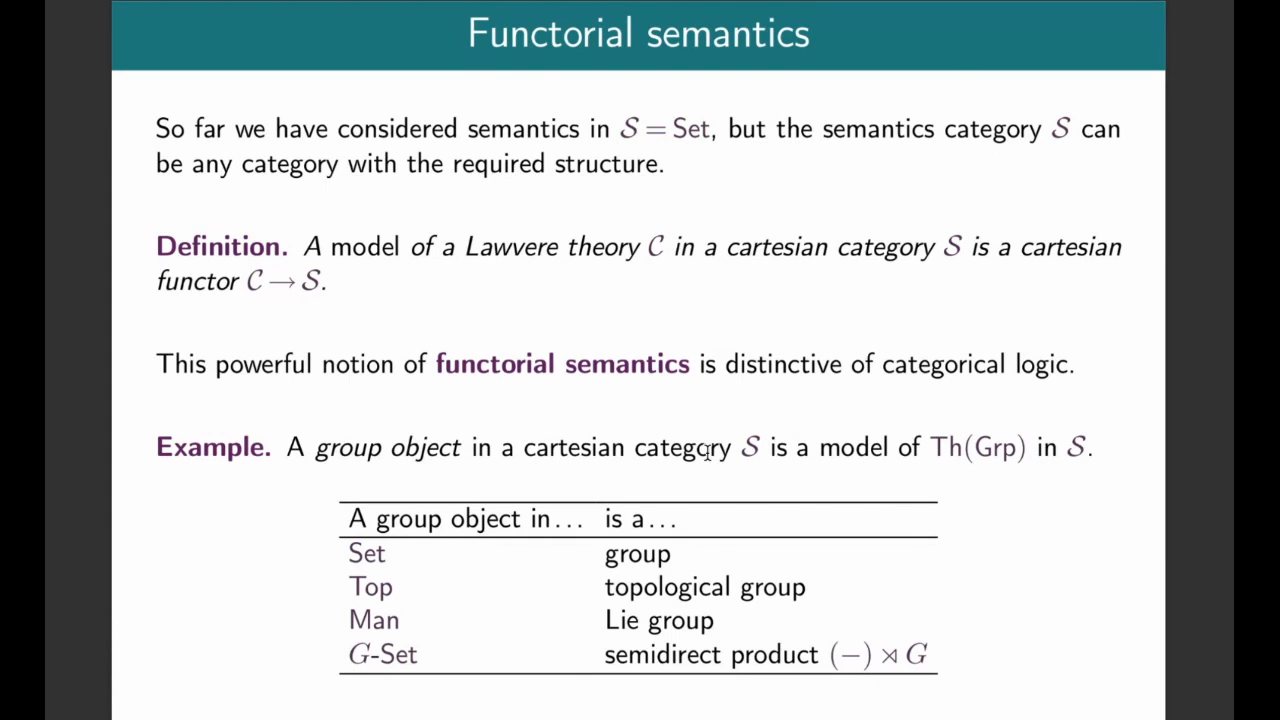 Functorial semantics
So far we have considered semantics in 𝒮 = Set, but the semantics category 𝒮 can
be any category with the required structure.
Definition. A model of a Lawvere theory 𝒞 in a cartesian category 𝒮 is a cartesian
functor 𝒞 → 𝒮.
This powerful notion of functorial semantics is distinctive of categorical logic.
Example. A group object in a cartesian category 𝒮 is a model of Th(Grp) in 𝒮.
A group object in... is a...
Set group
Top topological group
Man Lie group
G-Set semidirect product (−) ⋊ G